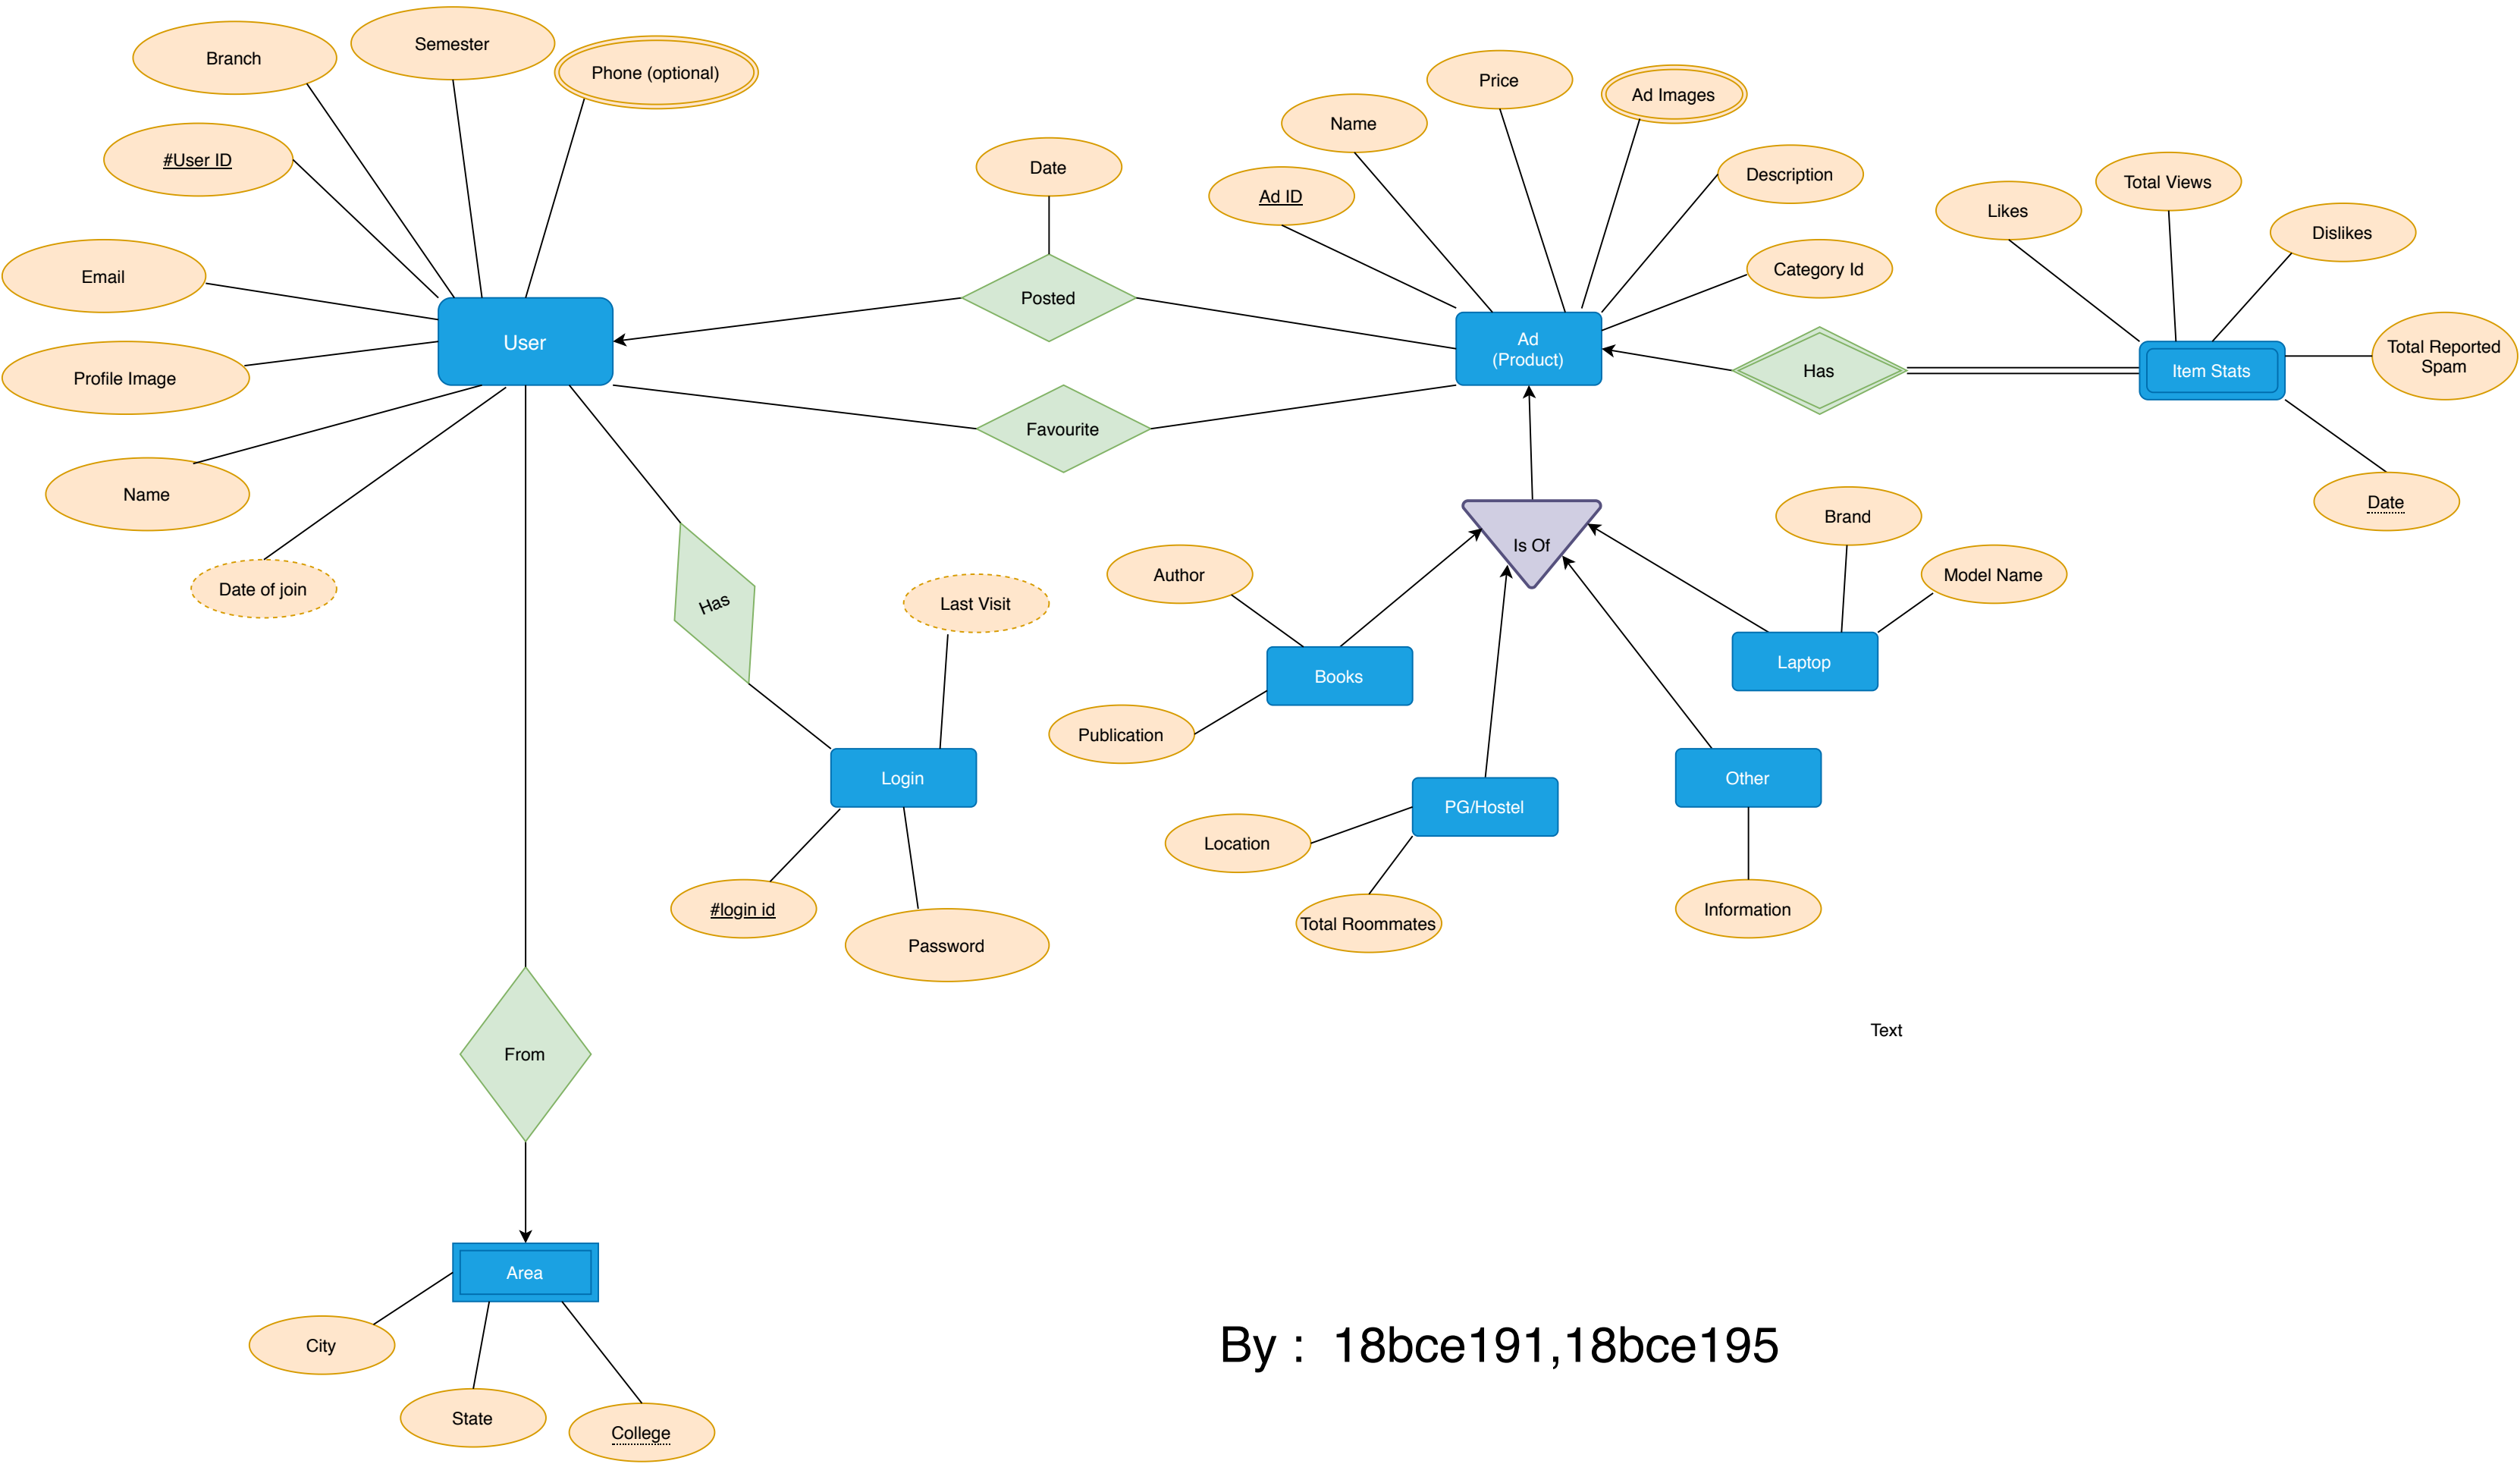 Branch
Semester
Phone (optional)
#User ID
Email
Profile Image
Name
Date of join
User
Date
Posted
Favourite
Has
Last Visit
Login
#login id
Password
From
Area
City
State
College
Ad ID
Name
Price
Ad Images
Description
Category Id
Ad
(Product)
Has
Likes
Total Views
Dislikes
Total Reported
Spam
Item Stats
Date
Is Of
Author
Books
Publication
Brand
Model Name
Laptop
PG/Hostel
Location
Total Roommates
Other
Information
Text
By : 18bce191,18bce195